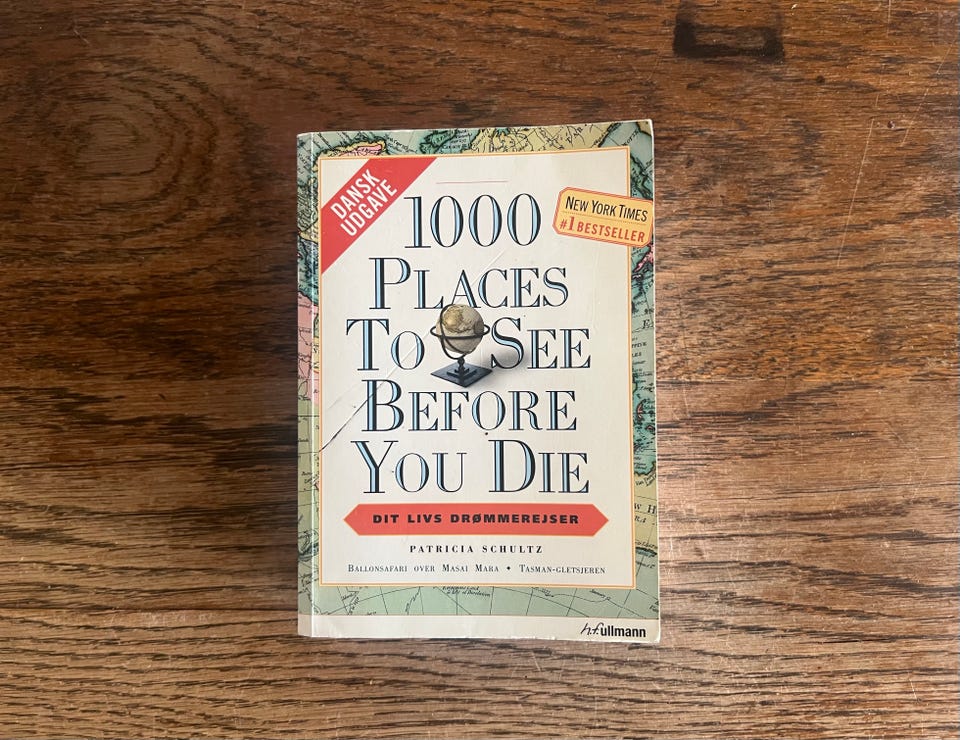 DANSK
UDGAVE
NEW YORK TIMES
#1 BESTSELLER
1000
PLACES
TO SEE
BEFORE
YOU DIE
DIT LIVS DRØMMEREJSER
PATRICIA SCHULTZ
BALLONSAFARI OVER MASAI MARA • TASMAN-GLETSJEREN
h.f.ullmann